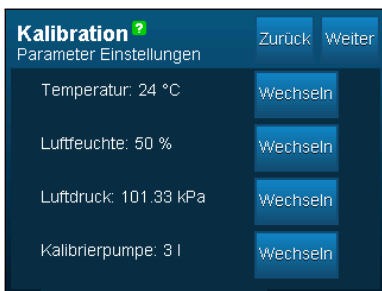 Kalibration ?
Parameter Einstellungen
Zurück
Weiter
Temperatur: 24 °C
Wechseln
Luftfeuchte: 50 %
Wechseln
Luftdruck: 101.33 kPa
Wechseln
Kalibrierpumpe: 3 l
Wechseln